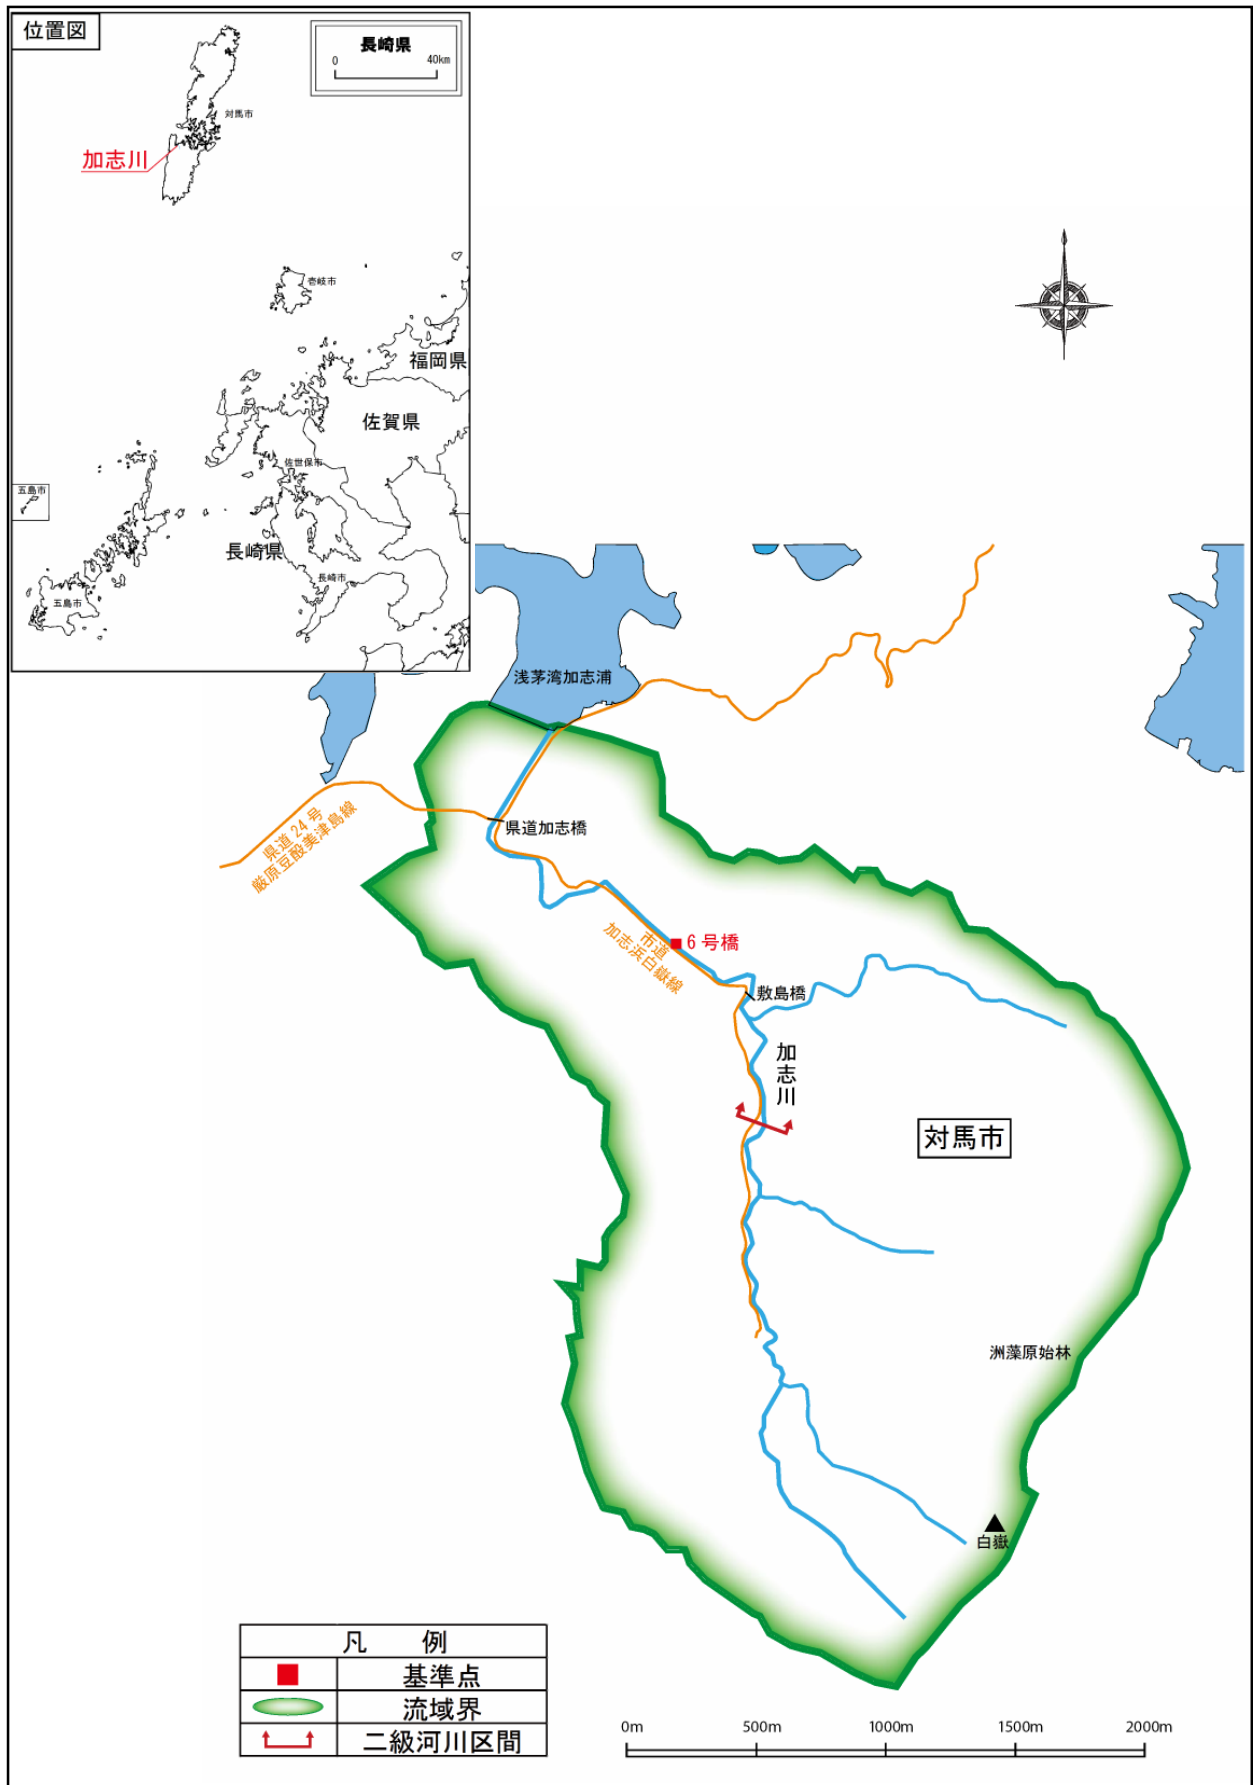 位置図
長崎県
0 40km
対馬市
加志川
壱岐市
福岡県
佐賀県
佐世保市
五島市
長崎県
長崎市
五島市
浅茅湾加志浦
県道加志橋
県道24号
厳原豆酘美津島線
6号橋
市道
加志浜白嶽線
敷島橋
加志川
対馬市
洲藻原始林
白嶽
凡 例
基準点
流域界
二級河川区間
0m 500m 1000m 1500m 2000m